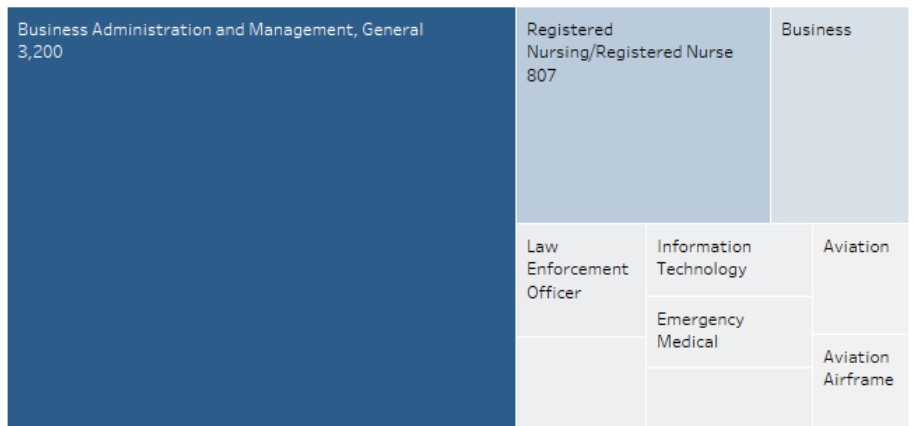 Business Administration and Management, General
3,200
Registered
Nursing/Registered Nurse
807
Business
Law
Enforcement
Officer
Information
Technology
Emergency
Medical
Aviation
Aviation
Airframe